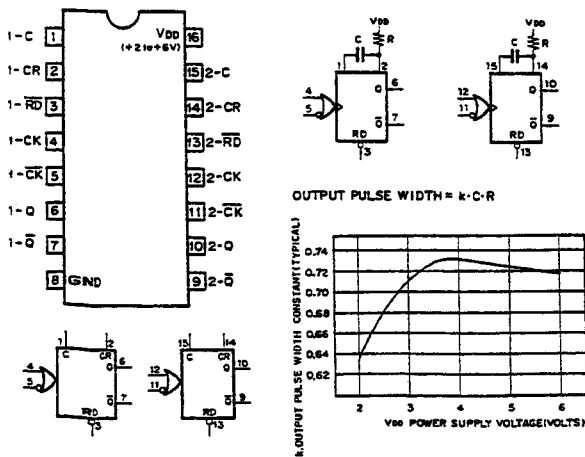 1-C 1
1-CR 2
1-RD 3
1-CK 4
1-CK 5
1-Q 6
1-Q 7
8 GND
VDD 16
(+2 to +6V)
15 2-C
14 2-CR
13 2-RD
12 2-CK
11 2-CK
10 2-Q
9 2-Q
VDD
C R
1 2
4 Q 6
5 Q 7
RD
3
VDD
C R
15 14
12 Q 10
11 Q 9
RD
13
OUTPUT PULSE WIDTH = k·C·R
k.OUTPUT PULSE WIDTH CONSTANT(TYPICAL)
0.74
0.72
0.70
0.68
0.66
0.64
0.62
2 3 4 5 6
VDD POWER SUPPLY VOLTAGE(VOLTS)
1 2
C CR
4 Q 6
5 Q 7
RD
3
15 14
C CR
12 Q 10
11 Q 9
RD
13